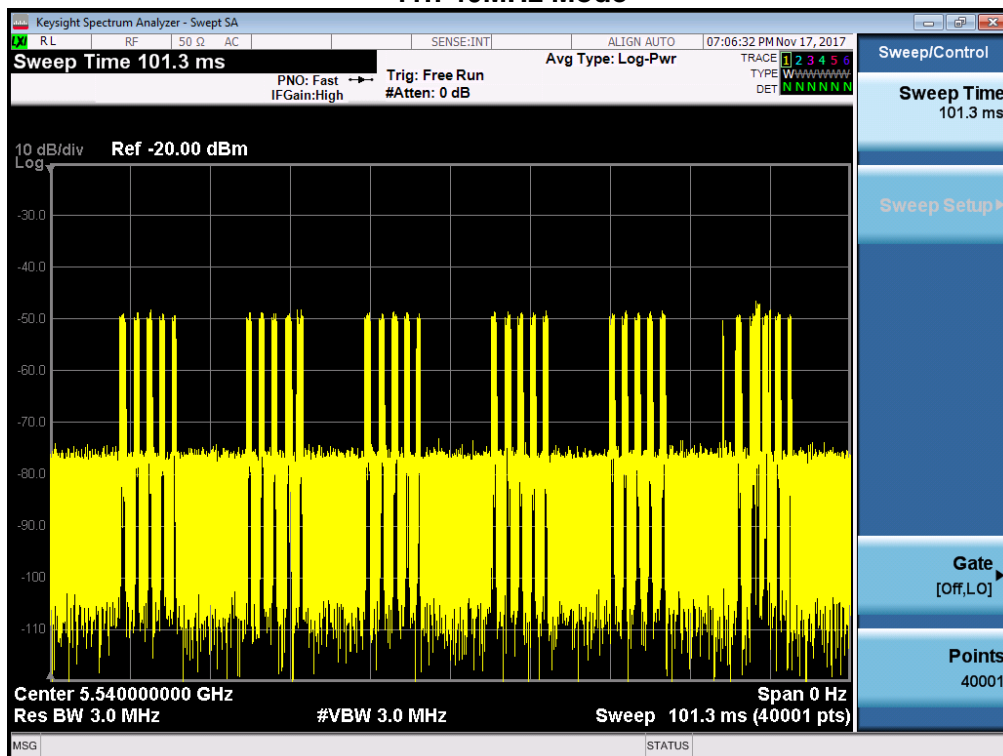 Keysight Spectrum Analyzer - Swept SA
LXI RL RF 50 Ω AC SENSE:INT ALIGN AUTO 07:06:32 PM Nov 17, 2017
Sweep Time 101.3 ms
PNO: Fast
IFGain:High
Trig: Free Run
#Atten: 0 dB
Avg Type: Log-Pwr
TRACE 1 2 3 4 5 6
TYPE WWWWWW
DET N N N N N N
10 dB/div Ref -20.00 dBm
Log
-30.0
-40.0
-50.0
-60.0
-70.0
-80.0
-90.0
-100
-110
Center 5.540000000 GHz Span 0 Hz
Res BW 3.0 MHz #VBW 3.0 MHz Sweep 101.3 ms (40001 pts)
MSG STATUS
Sweep/Control
Sweep Time
101.3 ms
Sweep Setup
Gate
[Off,LO]
Points
40001